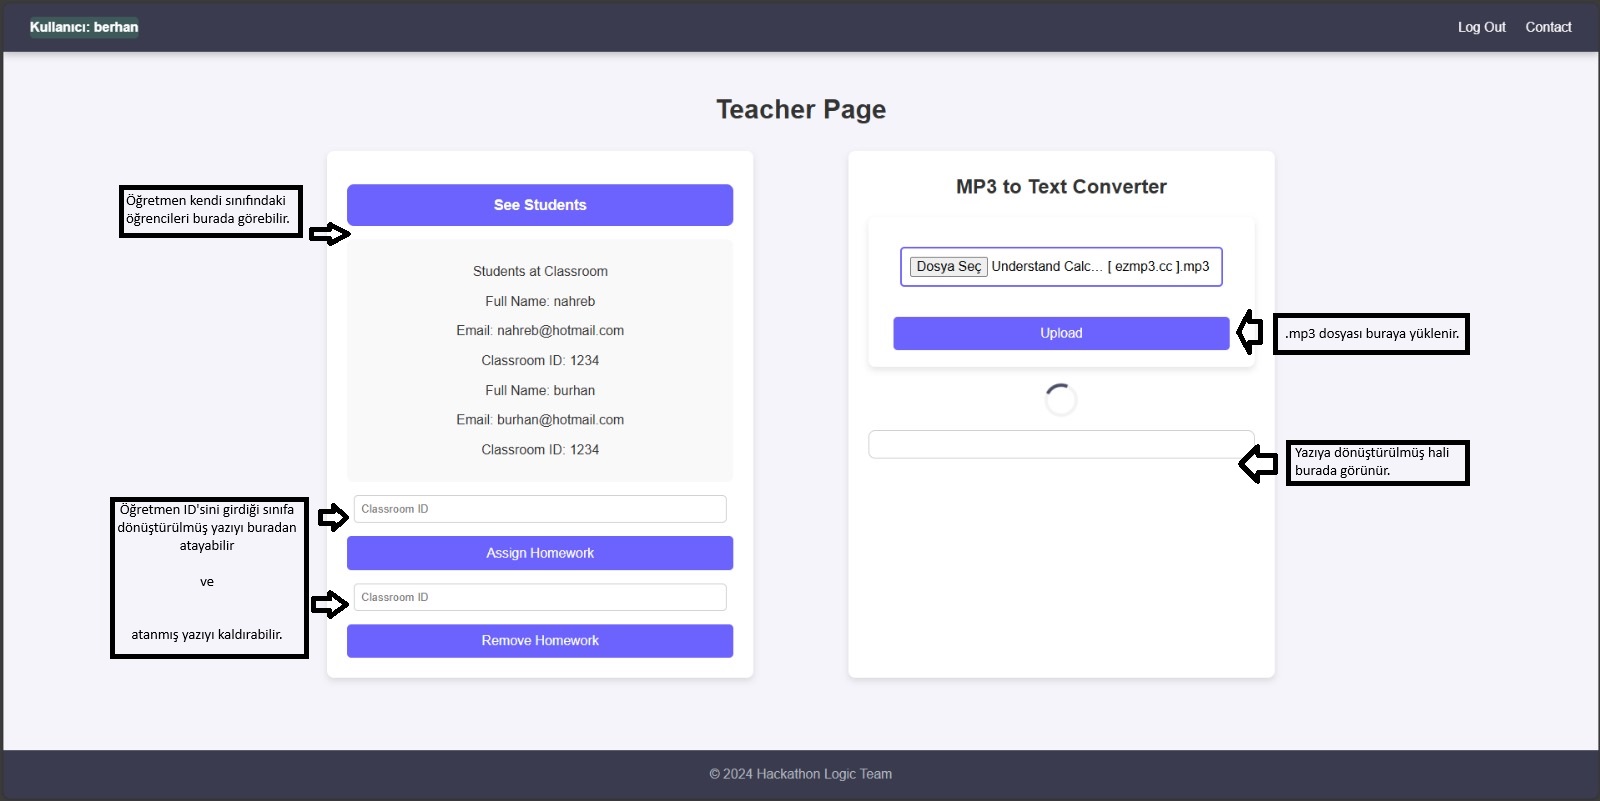 Kullanıcı: berhan
Log Out
Contact
Teacher Page
Öğretmen kendi sınıfındaki
öğrencileri burada görebilir.
See Students
Students at Classroom
Full Name: nahreb
Email: nahreb@hotmail.com
Classroom ID: 1234
Full Name: burhan
Email: burhan@hotmail.com
Classroom ID: 1234
Öğretmen ID'sini girdiği sınıfa
dönüştürülmüş yazıyı buradan
atayabilir
ve
atanmış yazıyı kaldırabilir.
Classroom ID
Assign Homework
Classroom ID
Remove Homework
MP3 to Text Converter
Dosya Seç Understand Calc... [ ezmp3.cc ].mp3
Upload
.mp3 dosyası buraya yüklenir.
Yazıya dönüştürülmüş hali
burada görünür.
© 2024 Hackathon Logic Team